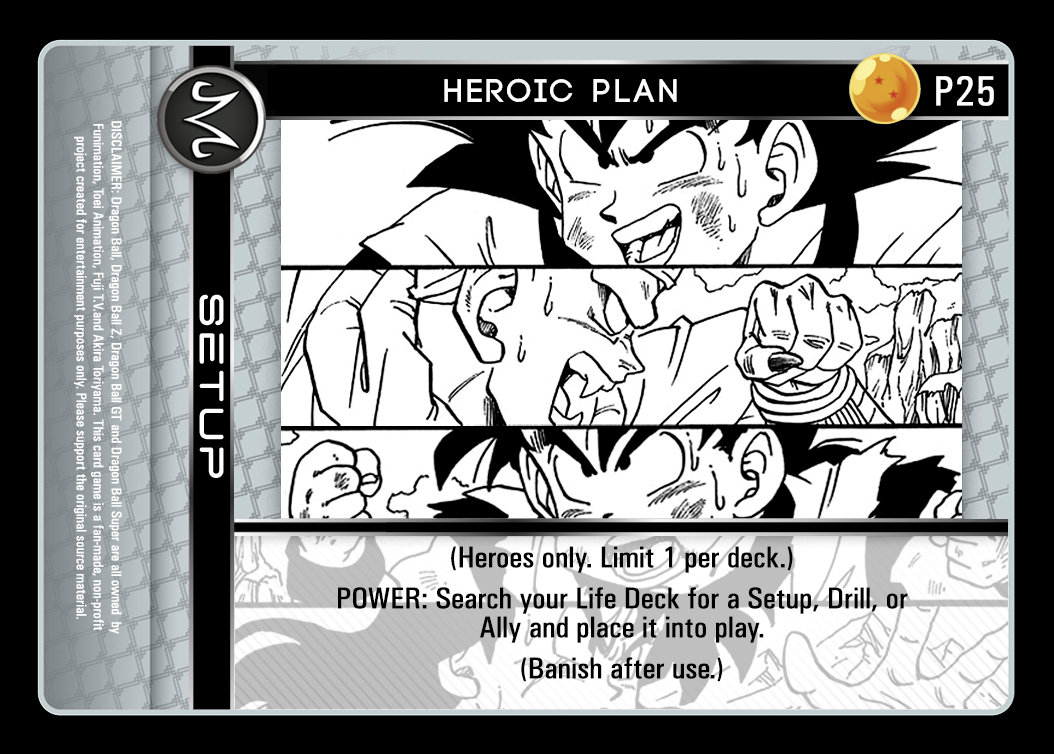 HEROIC PLAN
P25
M
SETUP
(Heroes only. Limit 1 per deck.)
POWER: Search your Life Deck for a Setup, Drill, or
Ally and place it into play.
(Banish after use.)
DISCLAIMER: Dragon Ball, Dragon Ball Z, Dragon Ball GT and Dragon Ball Super are all owned by
Funimation, Toei Animation, Fuji T.V.and Akira Toriyama. This card game is a fan-made, non-profit
project created for entertainment purposes only. Please support the original source material.